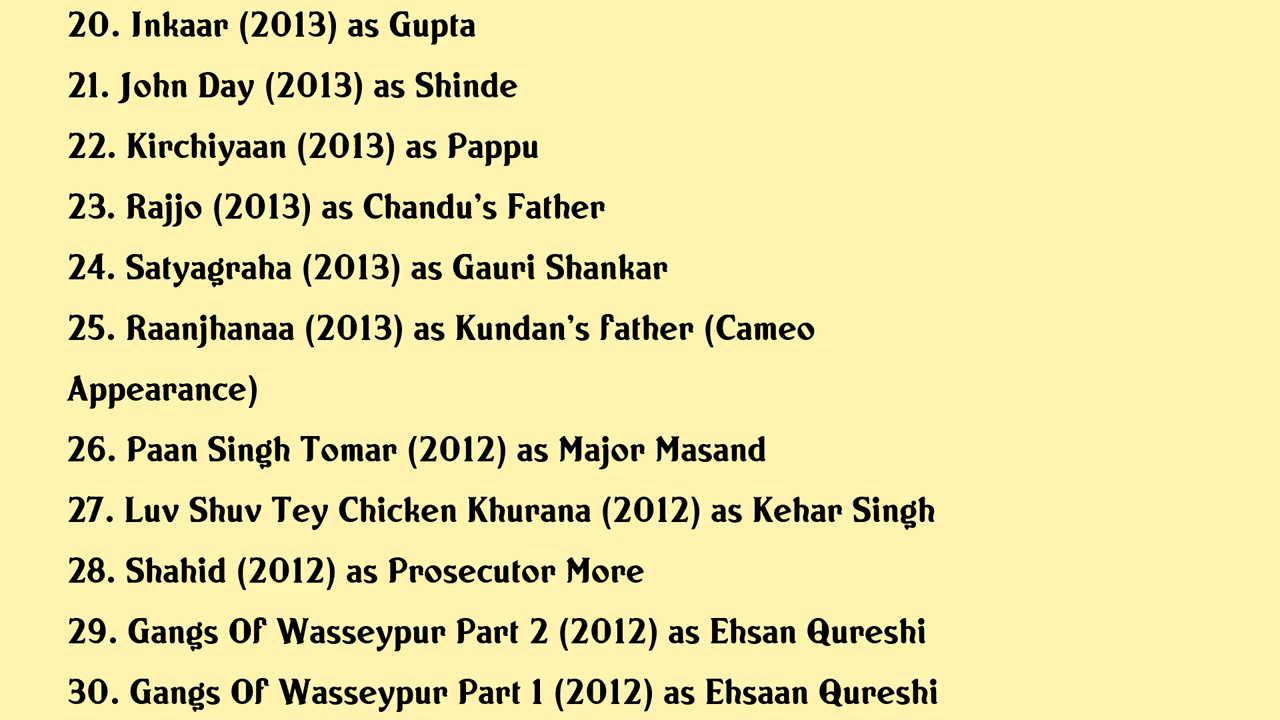 20. Inkaar (2013) as Gupta
21. John Day (2013) as Shinde
22. Kirchiyaan (2013) as Pappu
23. Rajjo (2013) as Chandu's Father
24. Satyagraha (2013) as Gauri Shankar
25. Raanjhanaa (2013) as Kundan's father (Cameo
Appearance)
26. Paan Singh Tomar (2012) as Major Masand
27. Luv Shuv Tey Chicken Khurana (2012) as Kehar Singh
28. Shahid (2012) as Prosecutor More
29. Gangs Of Wasseypur Part 2 (2012) as Ehsan Qureshi
30. Gangs Of Wasseypur Part 1 (2012) as Ehsaan Qureshi